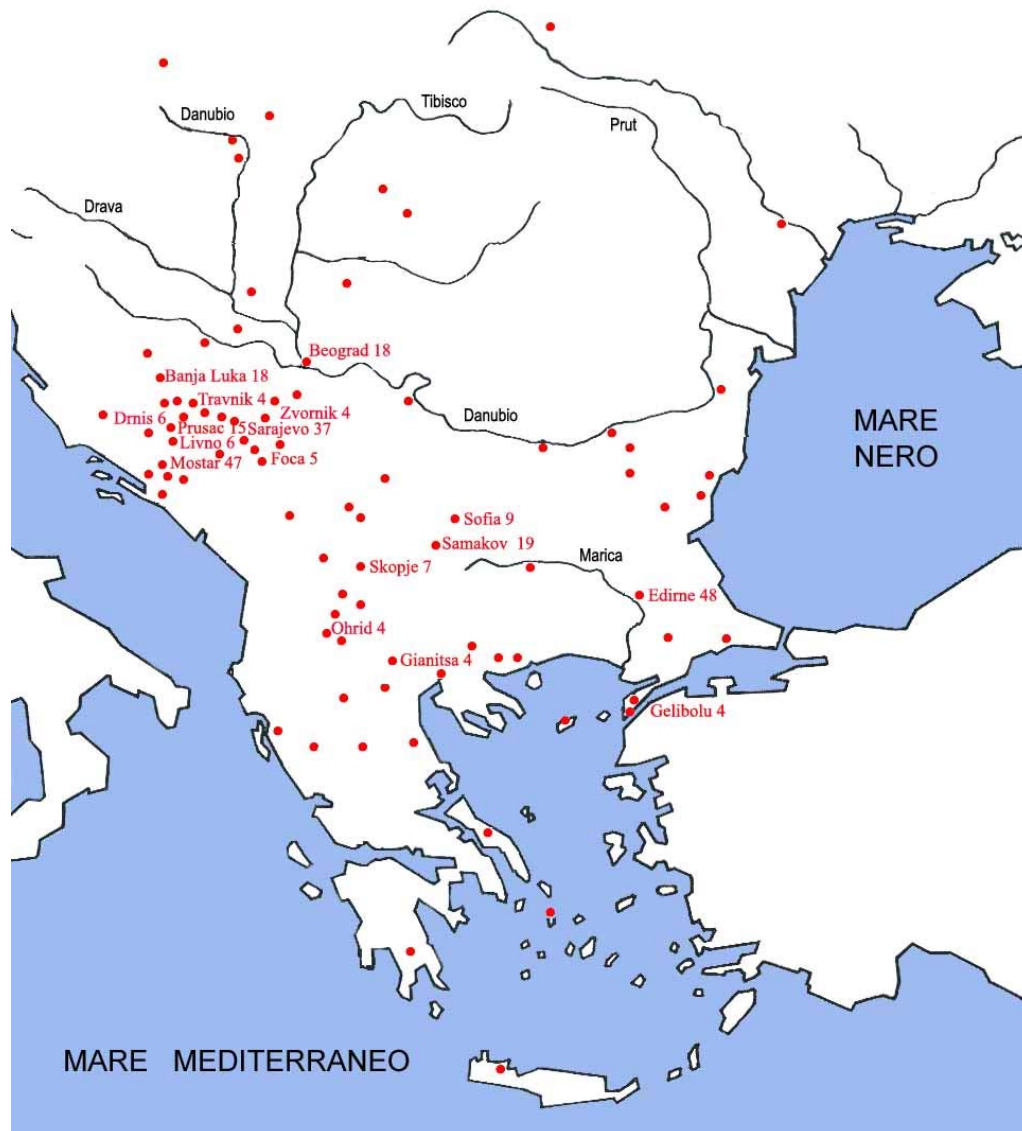 Danubio
Tibisco
Prut
Drava
Beograd 18
Banja Luka 18
Travnik 4
Danubio
Drnis 6
Zvornik 4
Prusac 15
Sarajevo 37
Livno 6
Mostar 47
Foca 5
MARE
NERO
Sofia 9
Samakov 19
Marica
Skopje 7
Edirne 48
Ohrid 4
Gianitsa 4
Gelibolu 4
MARE MEDITERRANEO